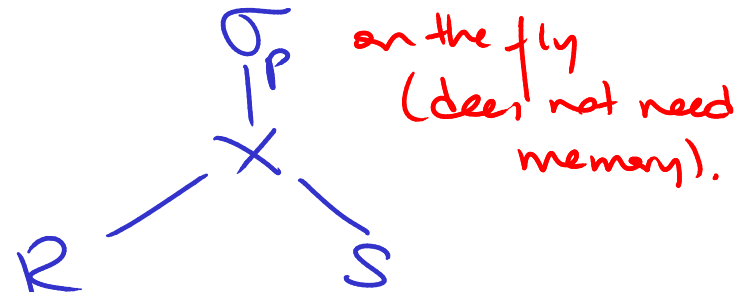 σp on the fly
(does not need
memory).
X
R S